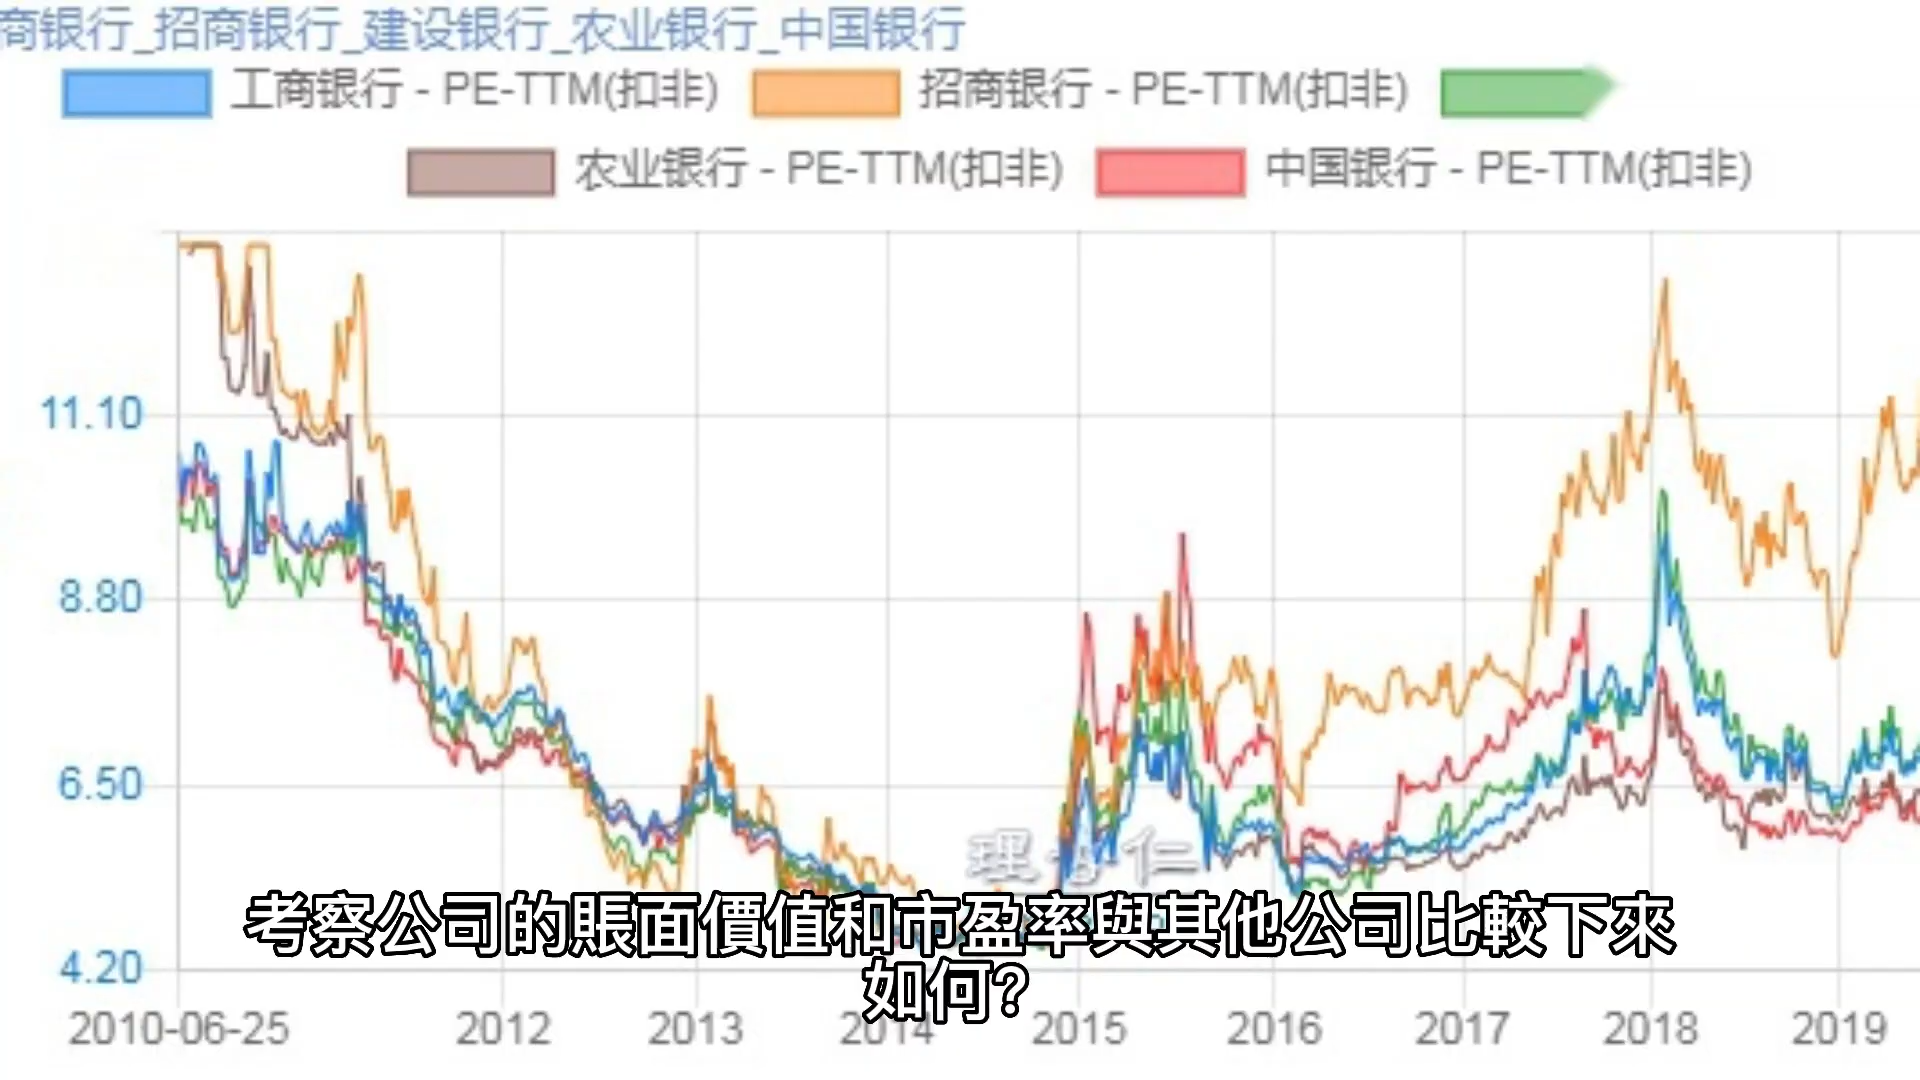 商银行_招商银行_建设银行_农业银行_中国银行
工商银行 - PE-TTM(扣非) 招商银行 - PE-TTM(扣非)
农业银行 - PE-TTM(扣非) 中国银行 - PE-TTM(扣非)
11.10
8.80
6.50
4.20
考察公司的賬面價值和市盈率與其他公司比較下來
如何?
2010-06-25 2012 2013 2014 2015 2016 2017 2018 2019